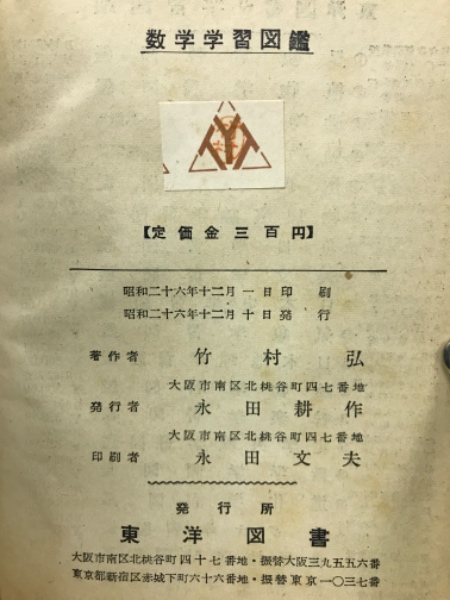 数学学習図鑑
【定価金三百円】
昭和二十六年十二月一日印刷
昭和二十六年十二月十日発行
著作者 竹村弘
大阪市南区北桃谷町四七番地
発行者 永田耕作
大阪市南区北桃谷町四七番地
印刷者 永田文夫
発行所
東洋図書
大阪市南区北桃谷町四十七番地・振替大阪三九五五六番
東京都新宿区赤城下町六十六番地・振替東京一〇三七番